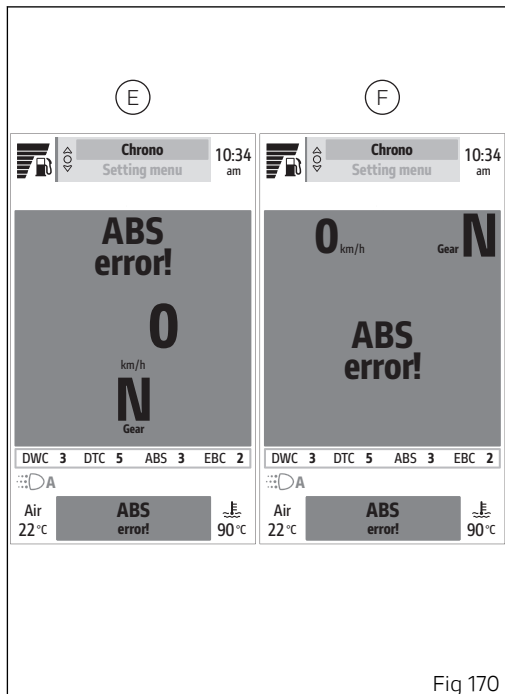 E
F
Chrono
Setting menu
10:34
am
ABS
error!
0
km/h
N
Gear
DWC 3 DTC 5 ABS 3 EBC 2
A
Air
22 °C
ABS
error!
90 °C
Chrono
Setting menu
10:34
am
0 km/h
Gear N
ABS
error!
DWC 3 DTC 5 ABS 3 EBC 2
A
Air
22 °C
ABS
error!
90 °C
Fig 170